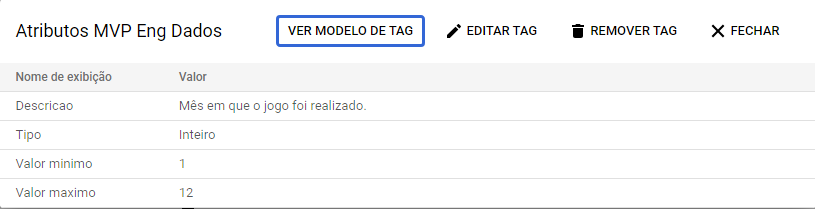 Atributos MVP Eng Dados VER MODELO DE TAG EDITAR TAG REMOVER TAG FECHAR
Nome de exibição Valor
Descricao Mês em que o jogo foi realizado.
Tipo Inteiro
Valor minimo 1
Valor maximo 12